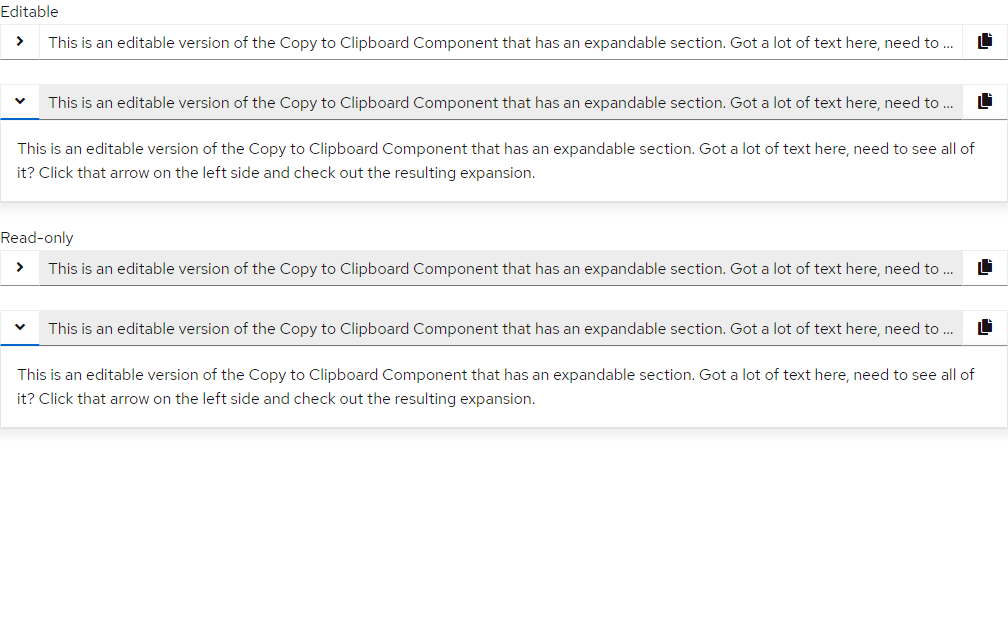 Editable
This is an editable version of the Copy to Clipboard Component that has an expandable section. Got a lot of text here, need to ...
This is an editable version of the Copy to Clipboard Component that has an expandable section. Got a lot of text here, need to ...
This is an editable version of the Copy to Clipboard Component that has an expandable section. Got a lot of text here, need to see all of
it? Click that arrow on the left side and check out the resulting expansion.
Read-only
This is an editable version of the Copy to Clipboard Component that has an expandable section. Got a lot of text here, need to ...
This is an editable version of the Copy to Clipboard Component that has an expandable section. Got a lot of text here, need to ...
This is an editable version of the Copy to Clipboard Component that has an expandable section. Got a lot of text here, need to see all of
it? Click that arrow on the left side and check out the resulting expansion.